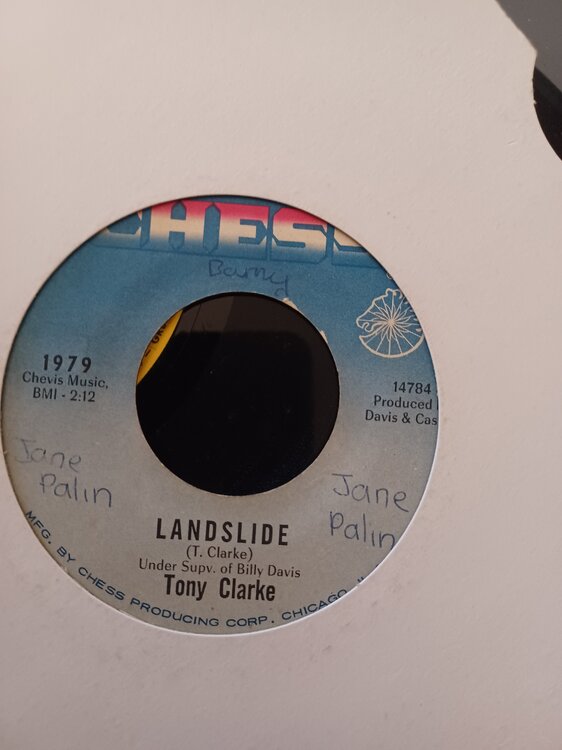 CHESS
Barny
1979
Chevis Music,
BMI - 2:12
14784
Produced
Davis & Cas
Jane
Palin
Jane
Palin
LANDSLIDE
(T. Clarke)
Under Supv. of Billy Davis
Tony Clarke
MFG. BY CHESS PRODUCING CORP. CHICAGO